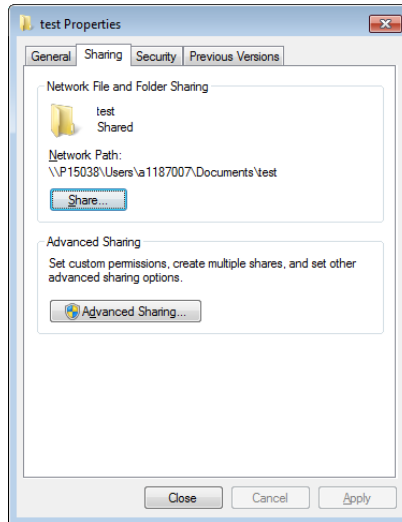 test Properties
General Sharing Security Previous Versions
Network File and Folder Sharing
test
Shared
Network Path:
\\P15038\Users\a1187007\Documents\test
Share...
Advanced Sharing
Set custom permissions, create multiple shares, and set other
advanced sharing options.
Advanced Sharing...
Close Cancel Apply